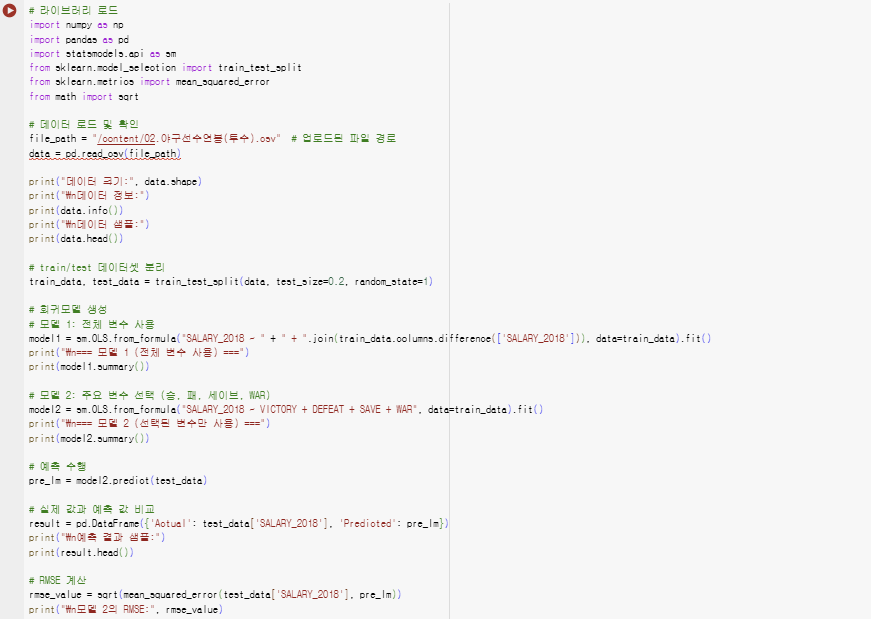 # 라이브러리 로드
import numpy as np
import pandas as pd
import statsmodels.api as sm
from sklearn.model_selection import train_test_split
from sklearn.metrics import mean_squared_error
from math import sqrt
# 데이터 로드 및 확인
file_path = "/content/02.야구선수연봉(투수).csv"  # 업로드된 파일 경로
data = pd.read_csv(file_path)
print("데이터 크기:", data.shape)
print("₩n데이터 정보:")
print(data.info())
print("₩n데이터 샘플:")
print(data.head())
# train/test 데이터셋 분리
train_data, test_data = train_test_split(data, test_size=0.2, random_state=1)
# 회귀모델 생성
# 모델 1: 전체 변수 사용
model1 = sm.OLS.from_formula("SALARY_2018 ~ " + " + ".join(train_data.columns.difference(['SALARY_2018'])), data=train_data).fit()
print("₩n=== 모델 1 (전체 변수 사용) ===")
print(model1.summary())
# 모델 2: 주요 변수 선택 (승, 패, 세이브, WAR)
model2 = sm.OLS.from_formula("SALARY_2018 ~ VICTORY + DEFEAT + SAVE + WAR", data=train_data).fit()
print("₩n=== 모델 2 (선택된 변수만 사용) ===")
print(model2.summary())
# 예측 수행
pre_lm = model2.predict(test_data)
# 실제 값과 예측 값 비교
result = pd.DataFrame({'Actual': test_data['SALARY_2018'], 'Predicted': pre_lm})
print("₩n예측 결과 샘플:")
print(result.head())
# RMSE 계산
rmse_value = sqrt(mean_squared_error(test_data['SALARY_2018'], pre_lm))
print("₩n모델 2의 RMSE:", rmse_value)